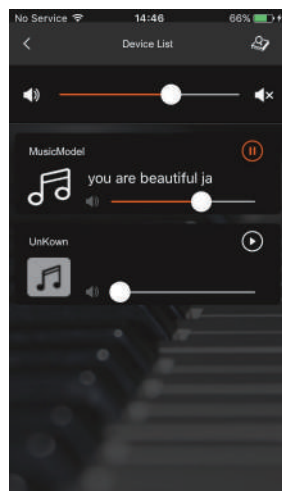 No Service 14:46 66%
Device List
MusicModel
you are beautiful ja
UnKown